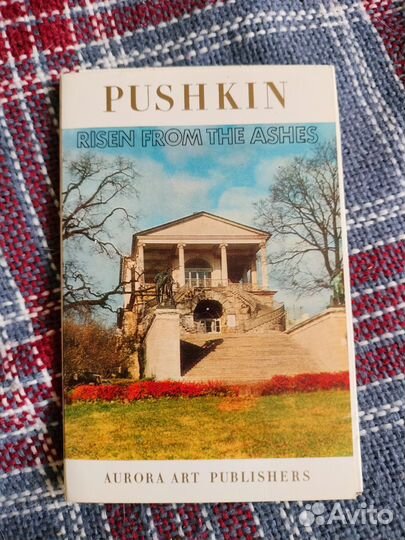 PUSHKIN
RISEN FROM THE ASHES
AURORA ART PUBLISHERS
Avito